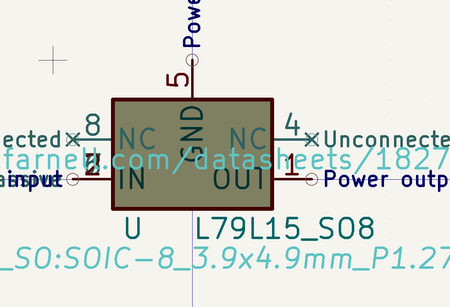 Powe
5
GND
ected
8
NC
NC
4
Unconnecte
farnell.com/datasheets/1827
input
IN
OUT
1
Power outp
U
L79L15_SO8
_SO:SOIC-8_3.9x4.9mm_P1.27